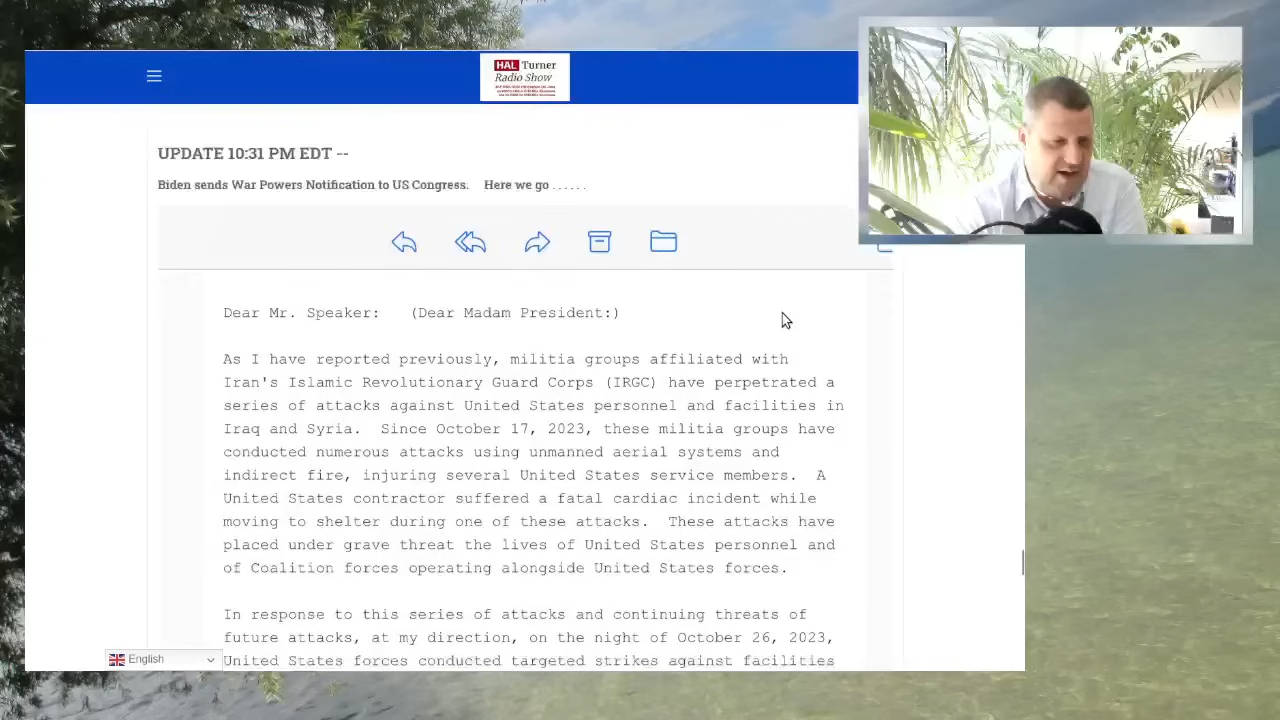 HAL Turner
Radio Show
UPDATE 10:31 PM EDT --
Biden sends War Powers Notification to US Congress. Here we go . . . . . .
Dear Mr. Speaker: (Dear Madam President:)
As I have reported previously, militia groups affiliated with
Iran's Islamic Revolutionary Guard Corps (IRGC) have perpetrated a
series of attacks against United States personnel and facilities in
Iraq and Syria. Since October 17, 2023, these militia groups have
conducted numerous attacks using unmanned aerial systems and
indirect fire, injuring several United States service members. A
United States contractor suffered a fatal cardiac incident while
moving to shelter during one of these attacks. These attacks have
placed under grave threat the lives of United States personnel and
of Coalition forces operating alongside United States forces.
In response to this series of attacks and continuing threats of
future attacks, at my direction, on the night of October 26, 2023,
United States forces conducted targeted strikes against facilities
English